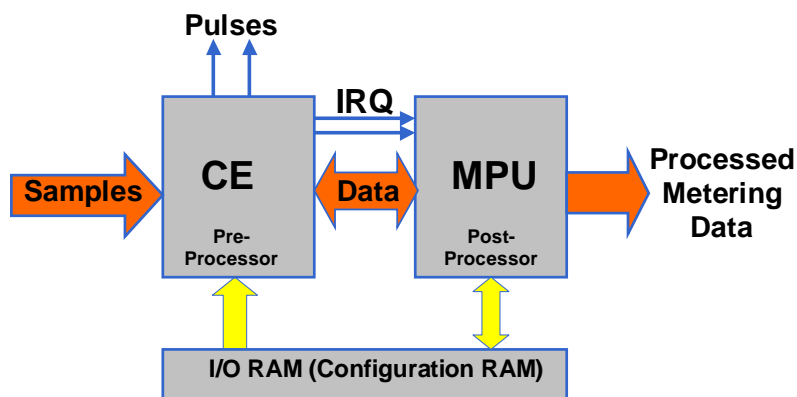 Pulses
IRQ
Samples
CE
Data
MPU
Processed
Metering
Data
Pre-
Processor
Post-
Processor
I/O RAM (Configuration RAM)